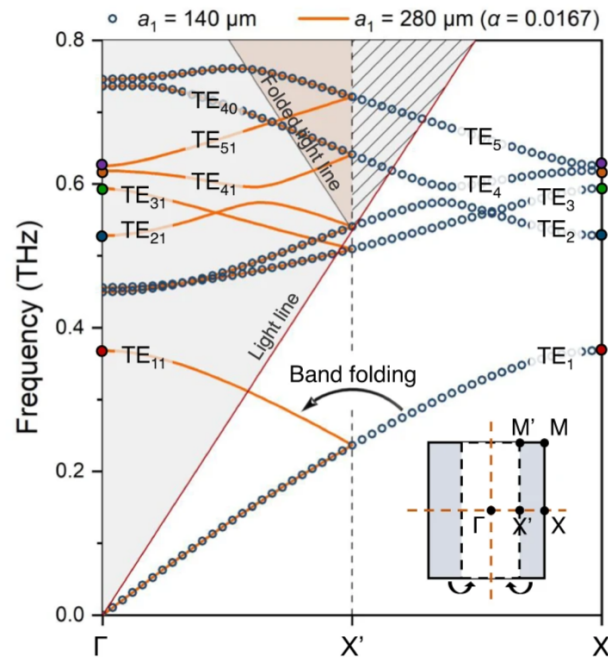 a₁ = 140 μm
a₁ = 280 μm (α = 0.0167)
Frequency (THz)
0.8
0.6
0.4
0.2
0.0
Γ
X'
X
TE₄₀
TE₅₁
TE₄₁
TE₃₁
TE₂₁
TE₁₁
Folded light line
Light line
Band folding
TE₅
TE₄
TE₃
TE₂
TE₁
M' M
Γ X' X